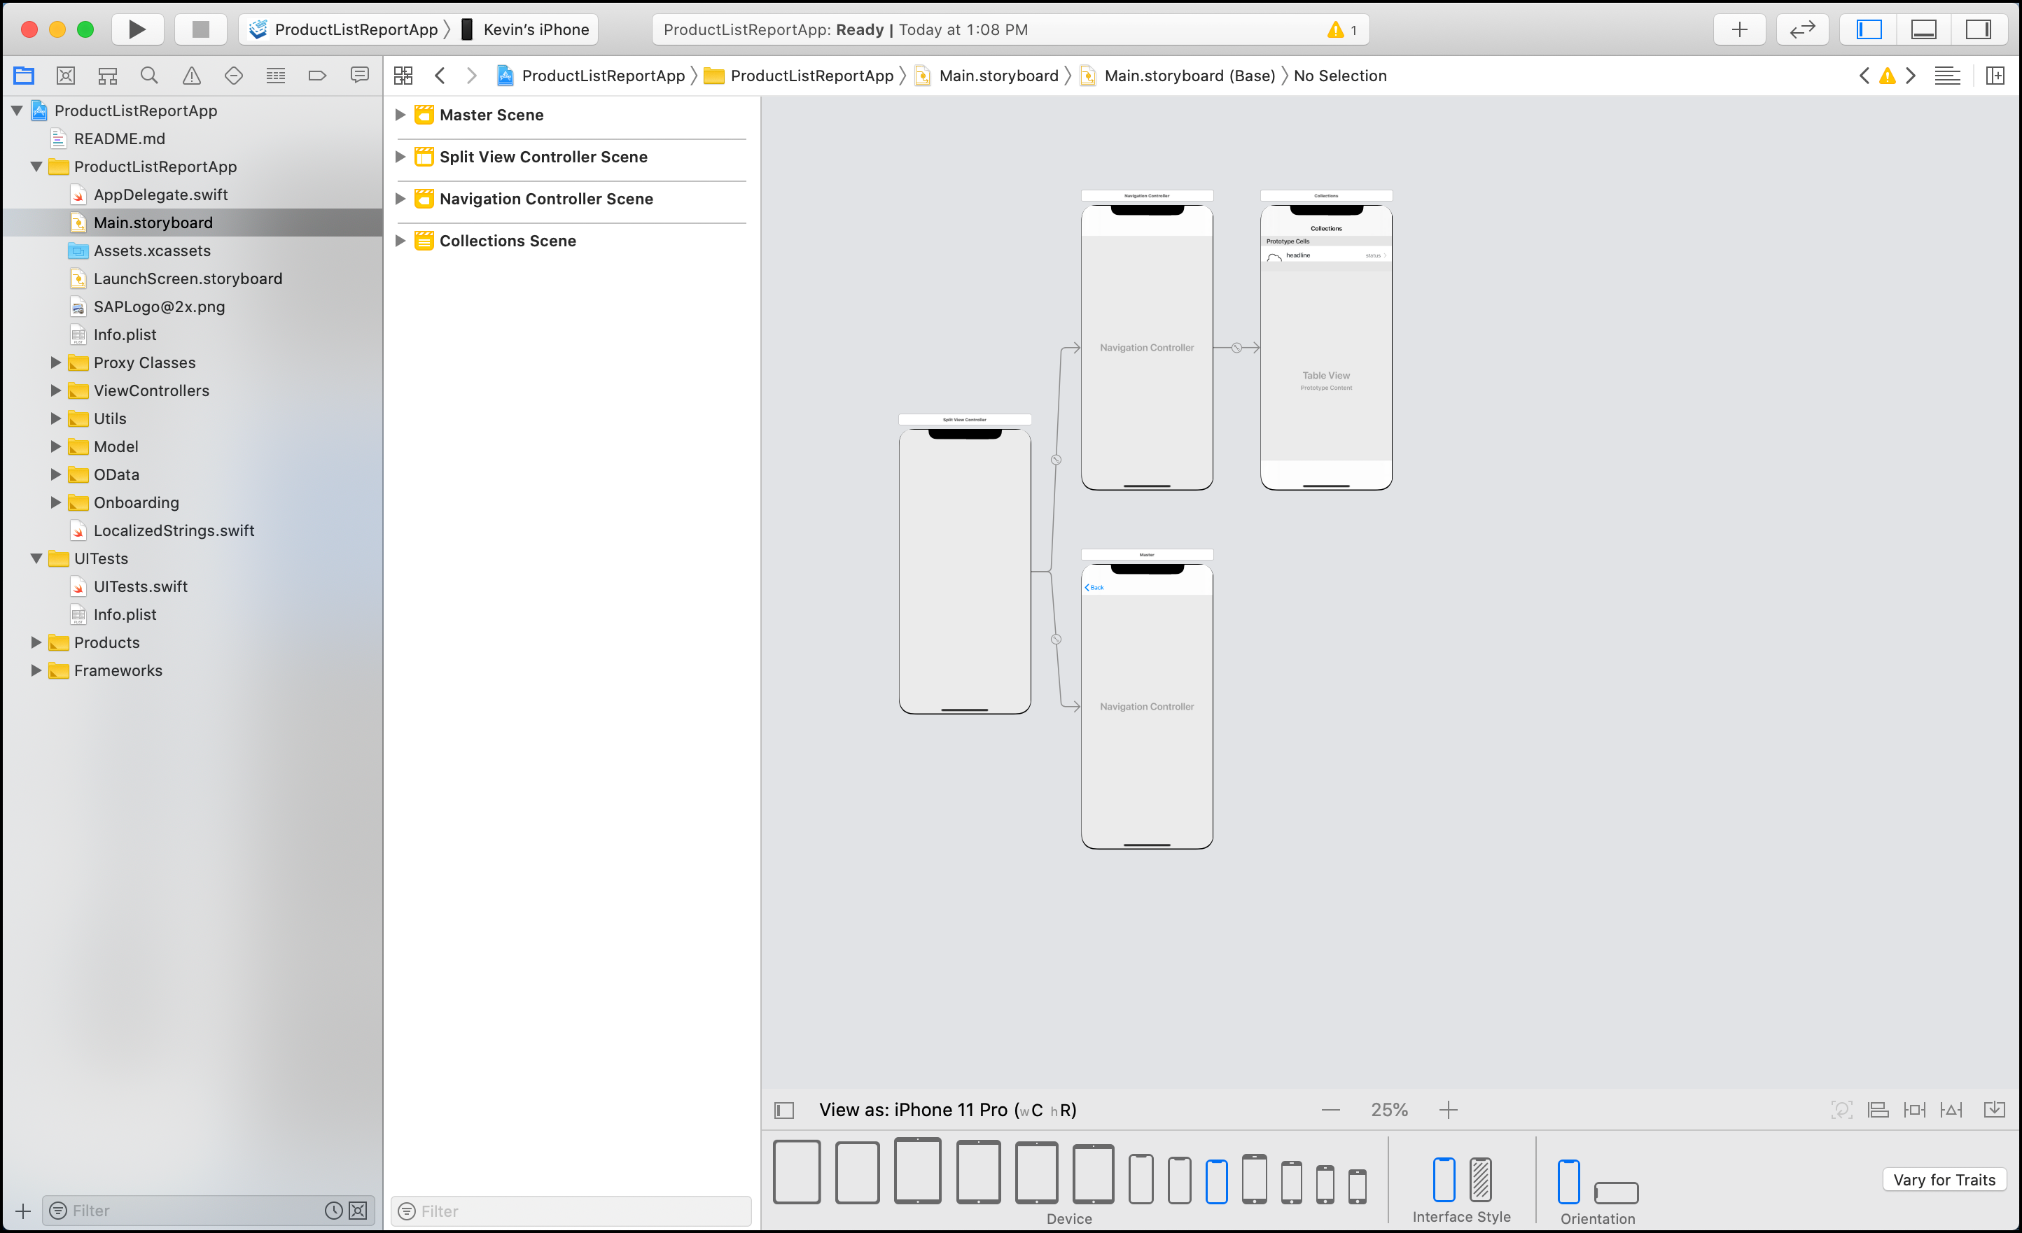 ProductListReportApp Kevin's iPhone
ProductListReportApp: Ready | Today at 1:08 PM
1
ProductListReportApp ProductListReportApp Main.storyboard Main.storyboard (Base) No Selection
ProductListReportApp
README.md
ProductListReportApp
AppDelegate.swift
Main.storyboard
Assets.xcassets
LaunchScreen.storyboard
SAPLogo@2x.png
Info.plist
Proxy Classes
ViewControllers
Utils
Model
OData
Onboarding
LocalizedStrings.swift
UITests
UITests.swift
Info.plist
Products
Frameworks
Filter
Master Scene
Split View Controller Scene
Navigation Controller Scene
Collections Scene
Filter
Split View Controller
Navigation Controller
Navigation Controller
Collections
Collections
Prototype Cells
headline status
Table View
Prototype Content
Master
Back
Navigation Controller
View as: iPhone 11 Pro (wC hR)
25%
Device
Interface Style
Orientation
Vary for Traits